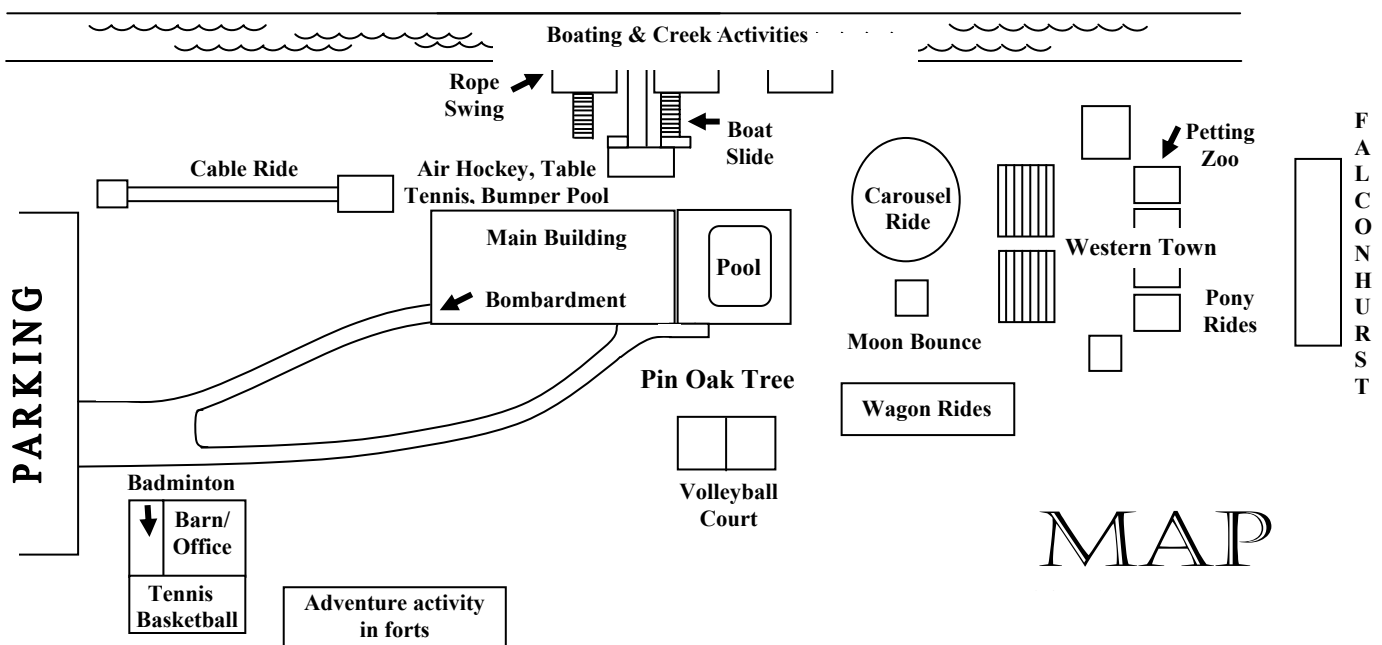 Boating & Creek Activities
Rope
Swing
Boat
Slide
Petting
Zoo
FALCONHURST
Cable Ride
Air Hockey, Table
Tennis, Bumper Pool
Carousel
Ride
Main Building
Western Town
Pool
PARKING
Bombardment
Pony
Rides
Moon Bounce
Pin Oak Tree
Wagon Rides
Badminton
Volleyball
Court
Barn/
Office
MAP
Tennis
Basketball
Adventure activity
in forts